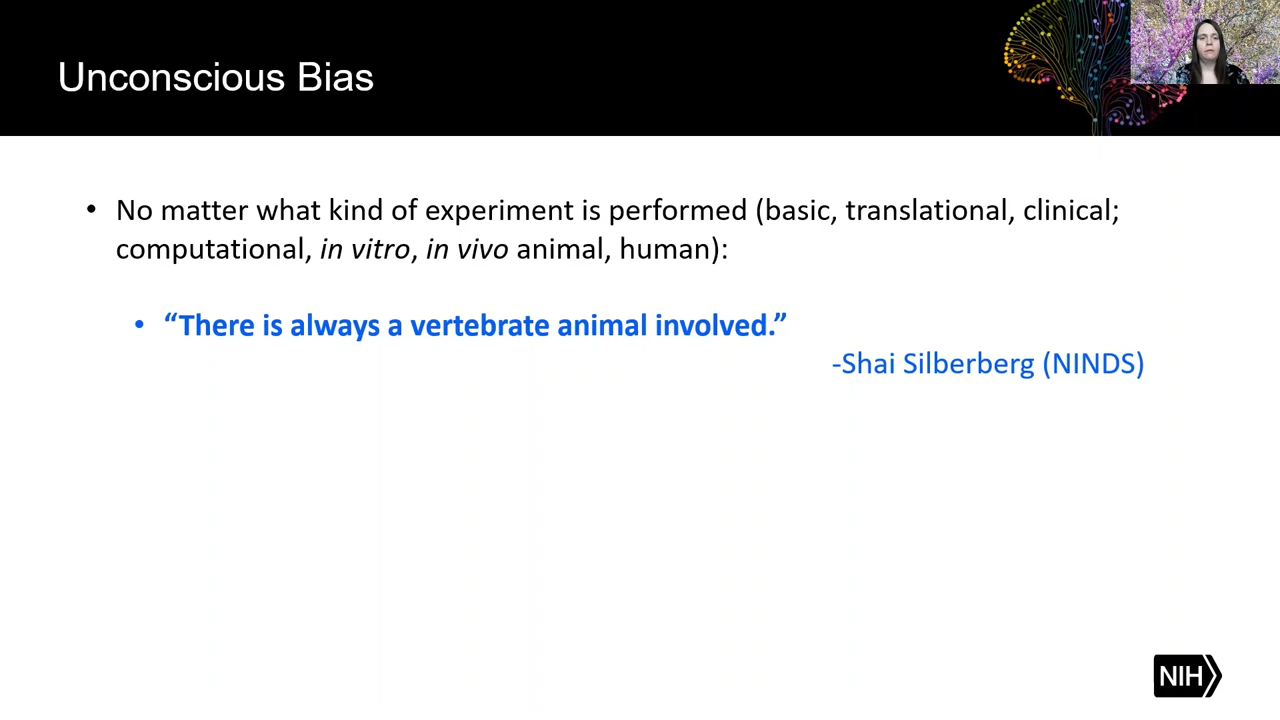 Unconscious Bias
• No matter what kind of experiment is performed (basic, translational, clinical;
computational, in vitro, in vivo animal, human):
• “There is always a vertebrate animal involved.”
-Shai Silberberg (NINDS)
NIH